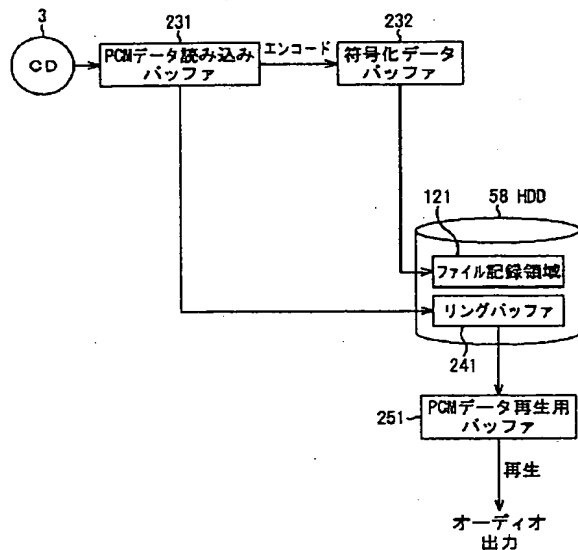 3
CD
231
PCMデータ読み込み
バッファ
エンコード
232
符号化データ
バッファ
58 HDD
121
ファイル記録領域
リングバッファ
241
251
PCMデータ再生用
バッファ
再生
オーディオ
出力